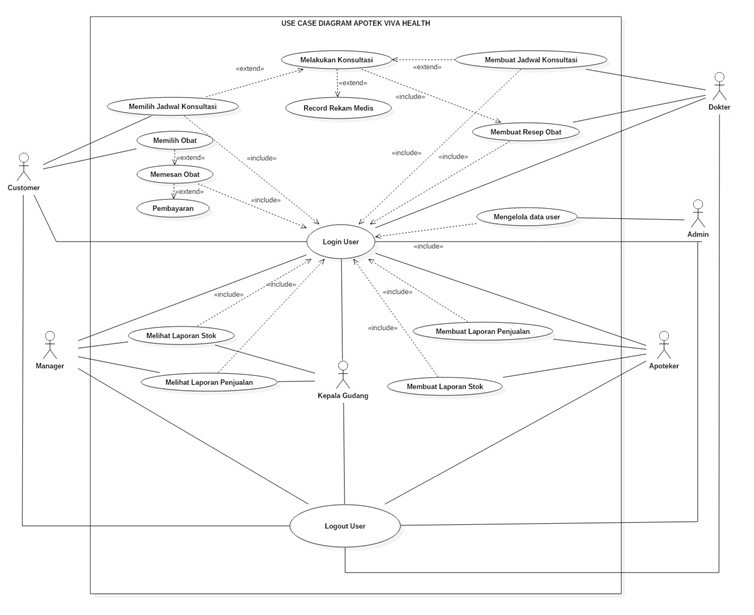 USE CASE DIAGRAM APOTEK VIVA HEALTH
Melakukan Konsultasi
Membuat Jadwal Konsultasi
«extend»
«extend»
«extend»
Dokter
Memilih Jadwal Konsultasi
Record Rekam Medis
«include»
Membuat Resep Obat
Memilih Obat
«extend»
«include»
«include»
«include»
Customer
Memesan Obat
«extend»
«include»
Pembayaran
Mengelola data user
Admin
Login User
«include»
«include»
«include»
«include»
«include»
Melihat Laporan Stok
Membuat Laporan Penjualan
Manager
Apoteker
Melihat Laporan Penjualan
Membuat Laporan Stok
Kepala Gudang
Logout User